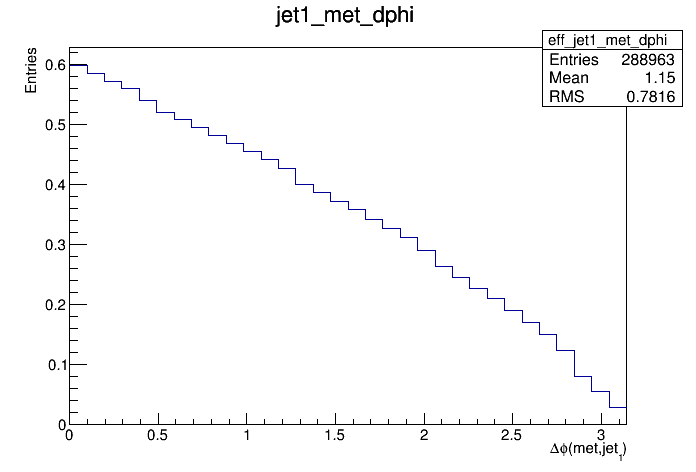 jet1_met_dphi
eff_jet1_met_dphi
Entries 288963
Mean 1.15
RMS 0.7816
Entries
0.6
0.5
0.4
0.3
0.2
0.1
0
0 0.5 1 1.5 2 2.5 3
Δϕ(met,jet₁)